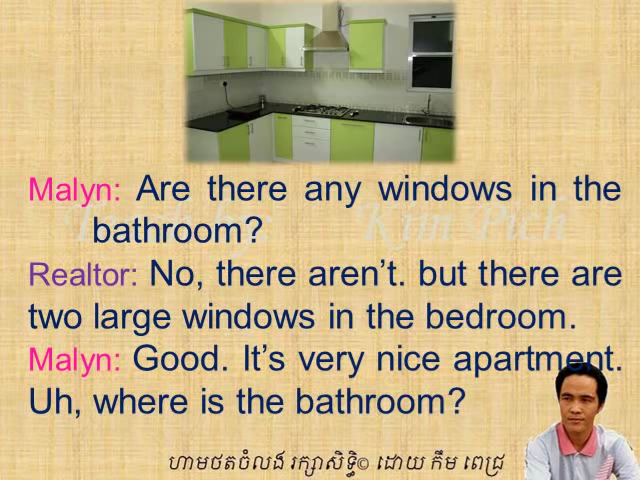 Malyn: Are there any windows in the
bathroom?
Realtor: No, there aren’t. but there are
two large windows in the bedroom.
Malyn: Good. It’s very nice apartment.
Uh, where is the bathroom?
ហាមថតចំលង រក្សាសិទ្ធិ© ដោយ កឹម ពេជ្រ